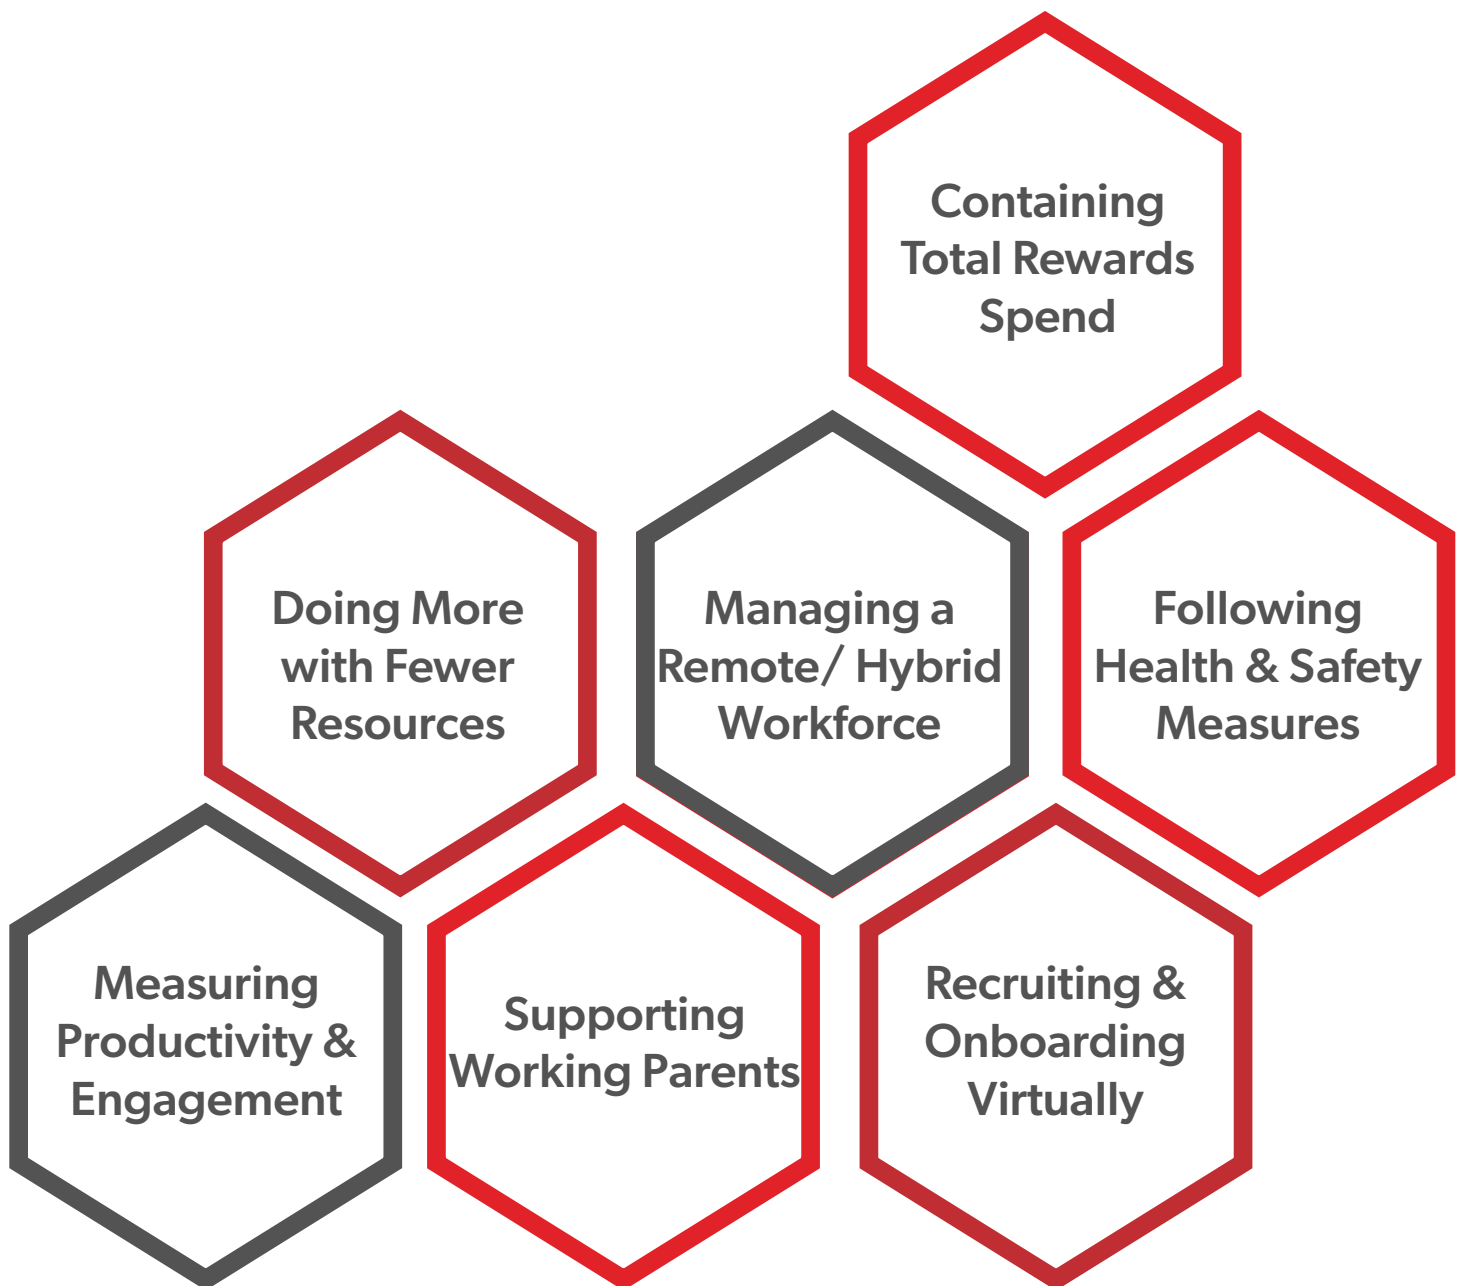 Containing
Total Rewards
Spend
Doing More
with Fewer
Resources
Managing a
Remote/ Hybrid
Workforce
Following
Health & Safety
Measures
Measuring
Productivity &
Engagement
Supporting
Working Parents
Recruiting &
Onboarding
Virtually